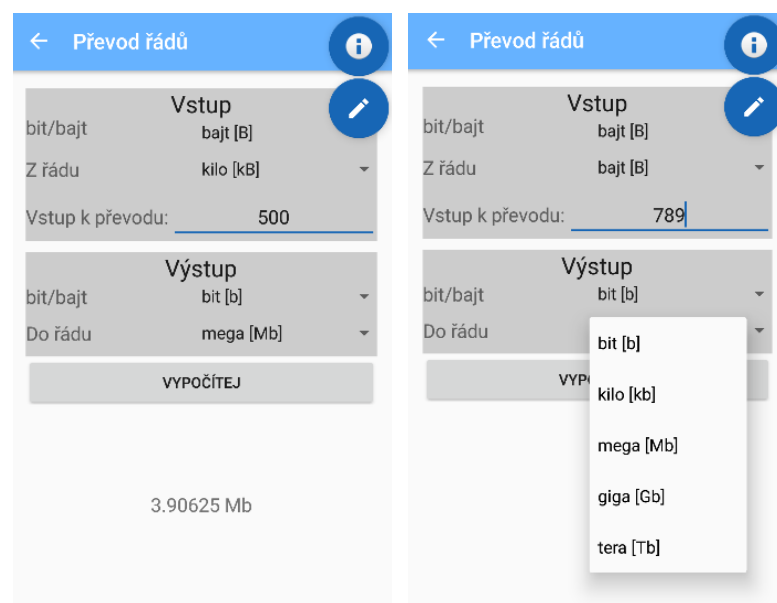 Převod řádů
Vstup
bit/bajt bajt [B]
Z řádu kilo [kB]
Vstup k převodu: 500
Výstup
bit/bajt bit [b]
Do řádu mega [Mb]
VYPOČÍTEJ
3.90625 Mb
Převod řádů
Vstup
bit/bajt bajt [B]
Z řádu bajt [B]
Vstup k převodu: 789
Výstup
bit/bajt bit [b]
Do řádu
VYP
bit [b]
kilo [kb]
mega [Mb]
giga [Gb]
tera [Tb]